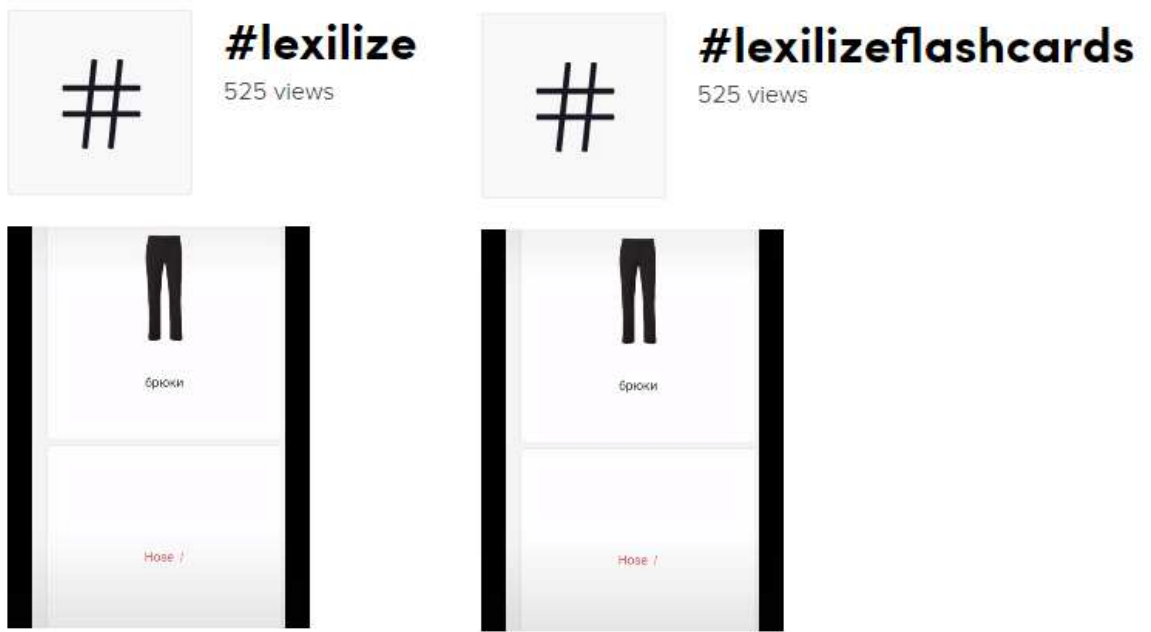 #lexilize
525 views
брюки
Hose /
#lexilizeflashcards
525 views
брюки
Hose /